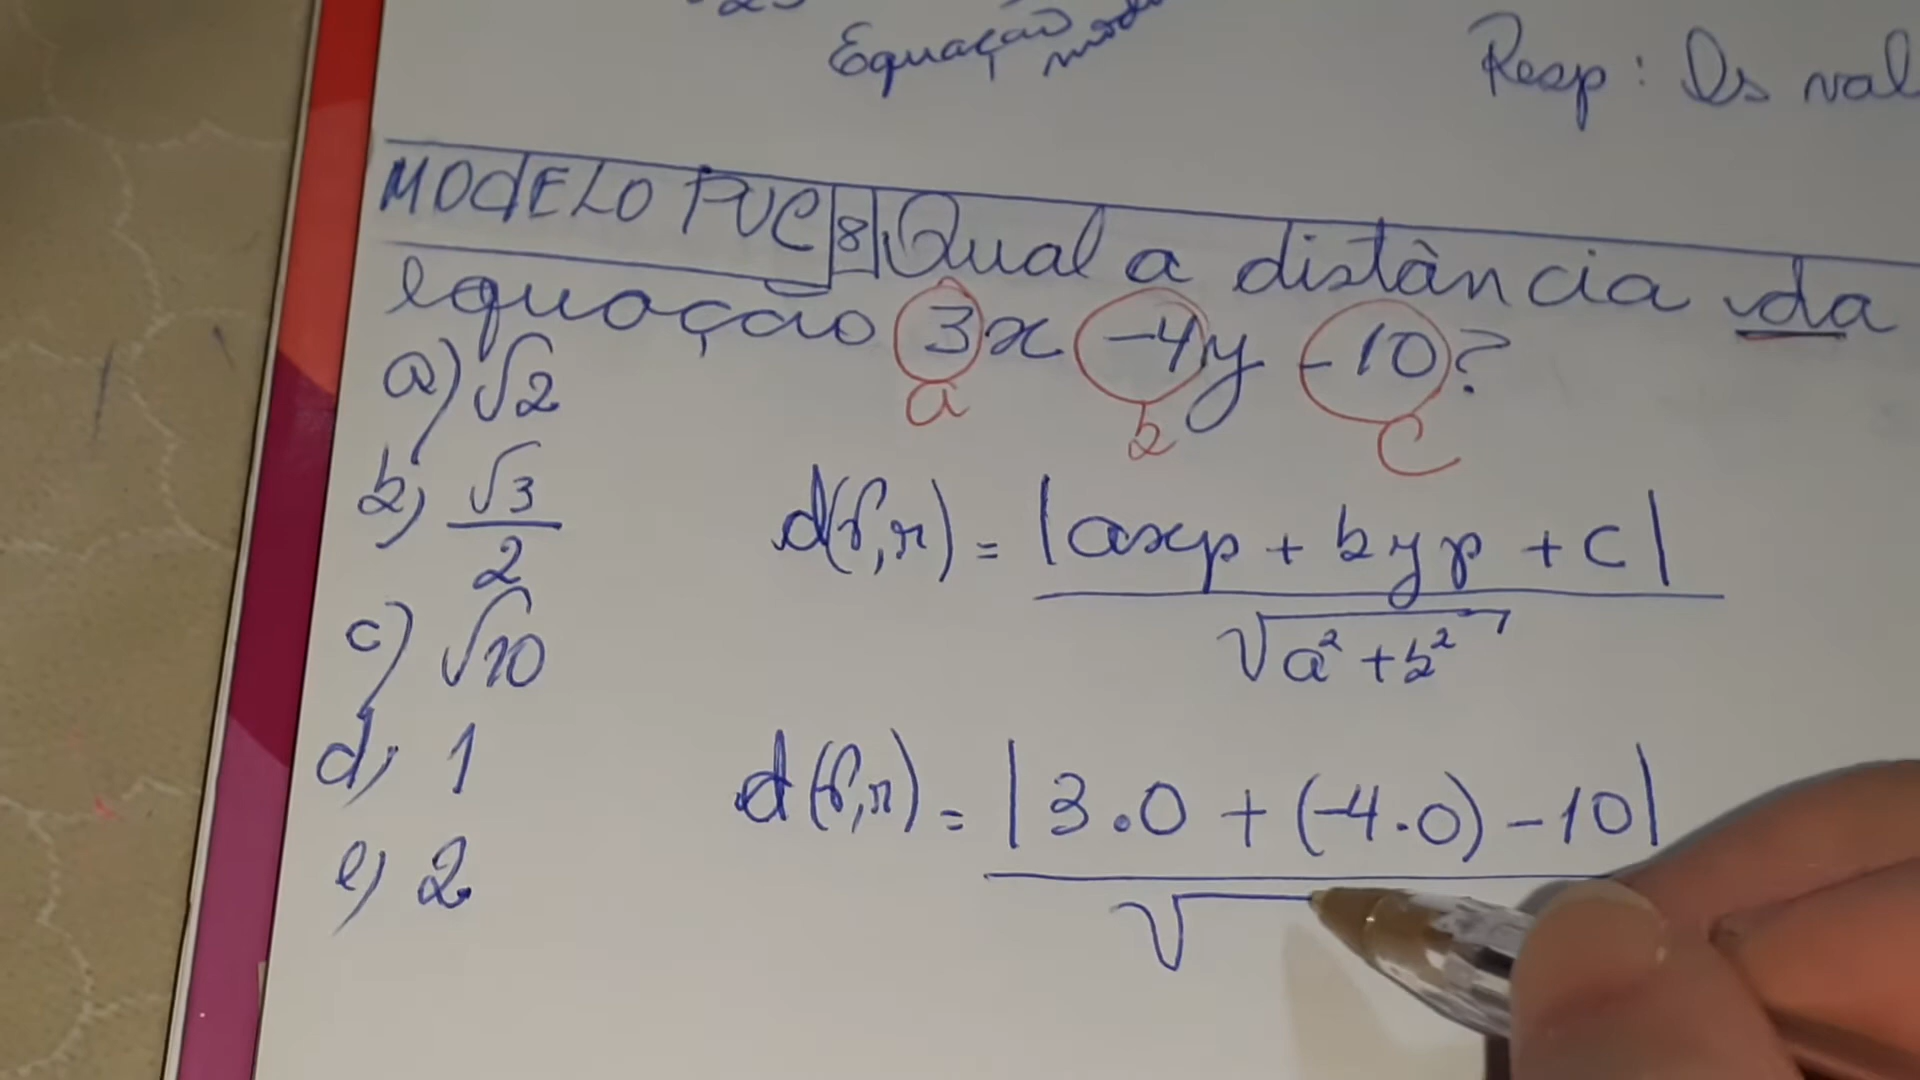 Equação
Resp: Os val
MODELO PUC 8 Qual a distância da
equação 3x -4y -10?
a b c
a) √2
b) √3/2
c) √10
d) 1
e) 2
d(P,r) = |axp + byp + c|
√a² + b²
d(P,r) = |3.0 + (-4.0) -10|
√